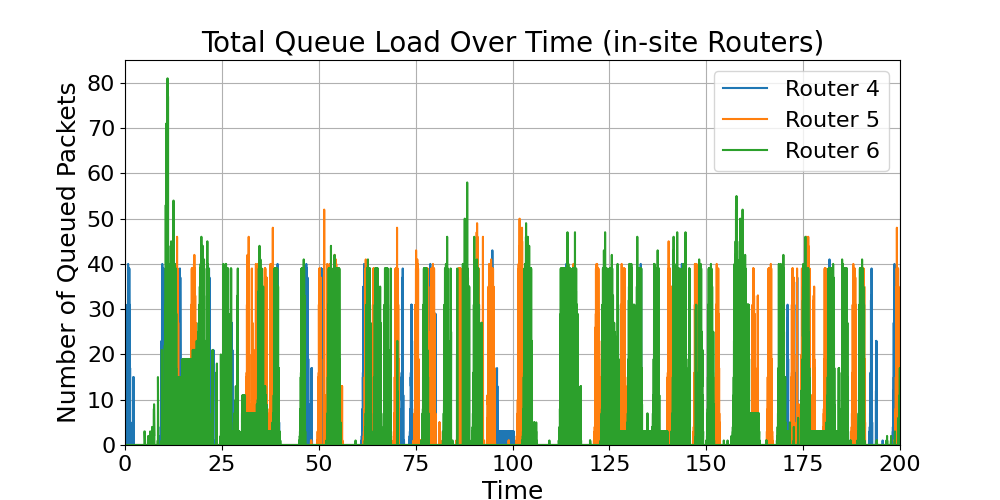 Total Queue Load Over Time (in-site Routers)
Number of Queued Packets
80
70
60
50
40
30
20
10
0
Router 4
Router 5
Router 6
0 25 50 75 100 125 150 175 200
Time